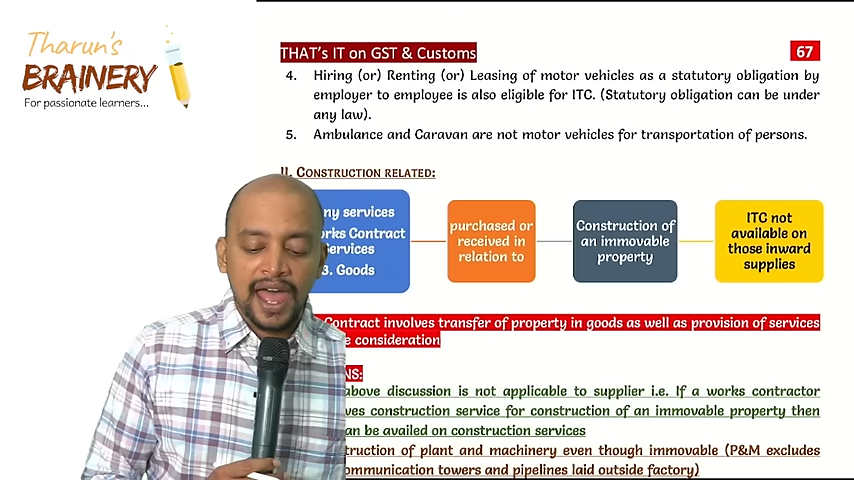 Tharun's
BRAINERY
For passionate learners...
THAT's IT on GST & Customs
67
4. Hiring (or) Renting (or) Leasing of motor vehicles as a statutory obligation by
employer to employee is also eligible for ITC. (Statutory obligation can be under
any law).
5. Ambulance and Caravan are not motor vehicles for transportation of persons.
II. CONSTRUCTION RELATED:
ny services
orks Contract
ervices
3. Goods
purchased or
received in
relation to
Construction of
an immovable
property
ITC not
available on
those inward
supplies
Contract involves transfer of property in goods as well as provision of services
e consideration
NS:
above discussion is not applicable to supplier i.e. If a works contractor
ves construction service for construction of an immovable property then
an be availed on construction services
truction of plant and machinery even though immovable (P&M excludes
ommunication towers and pipelines laid outside factory)